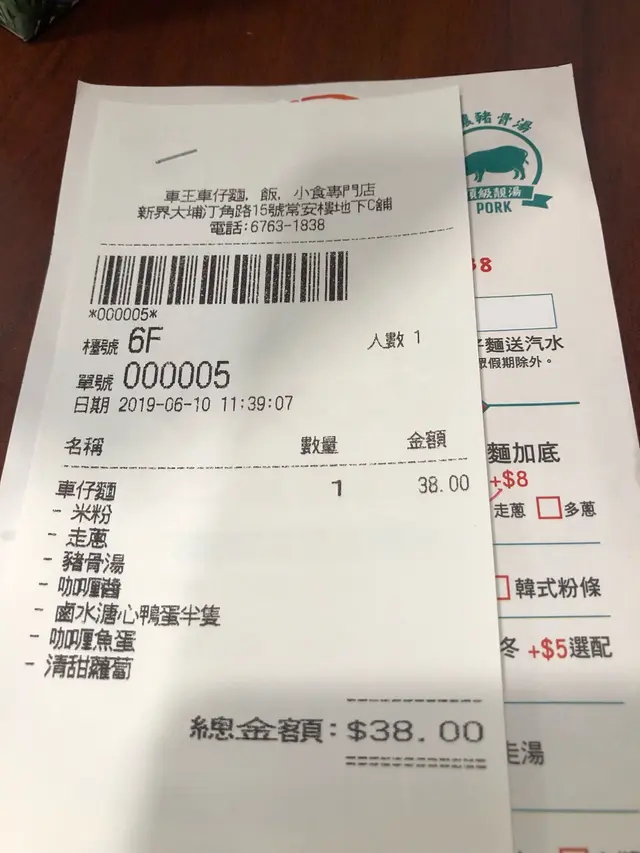 車王車仔麵, 飯, 小食專門店
新界大埔汀角路15號常安樓地下C舖
電話:6763-1838
*000005*
檯號 6F
人數 1
單號 000005
日期 2019-06-10 11:39:07
名稱 數量 金額
車仔麵 1 38.00
- 米粉
- 走蔥
- 豬骨湯
- 咖喱醬
- 鹵水溏心鴨蛋半隻
- 咖喱魚蛋
- 清甜蘿蔔
總金額: $38.00
豬骨湯
頂級靚湯
PORK
8
麵送汽水
假期除外。
麵加底
+$8
走蔥 多蔥
韓式粉條
冬 +$5選配
走湯